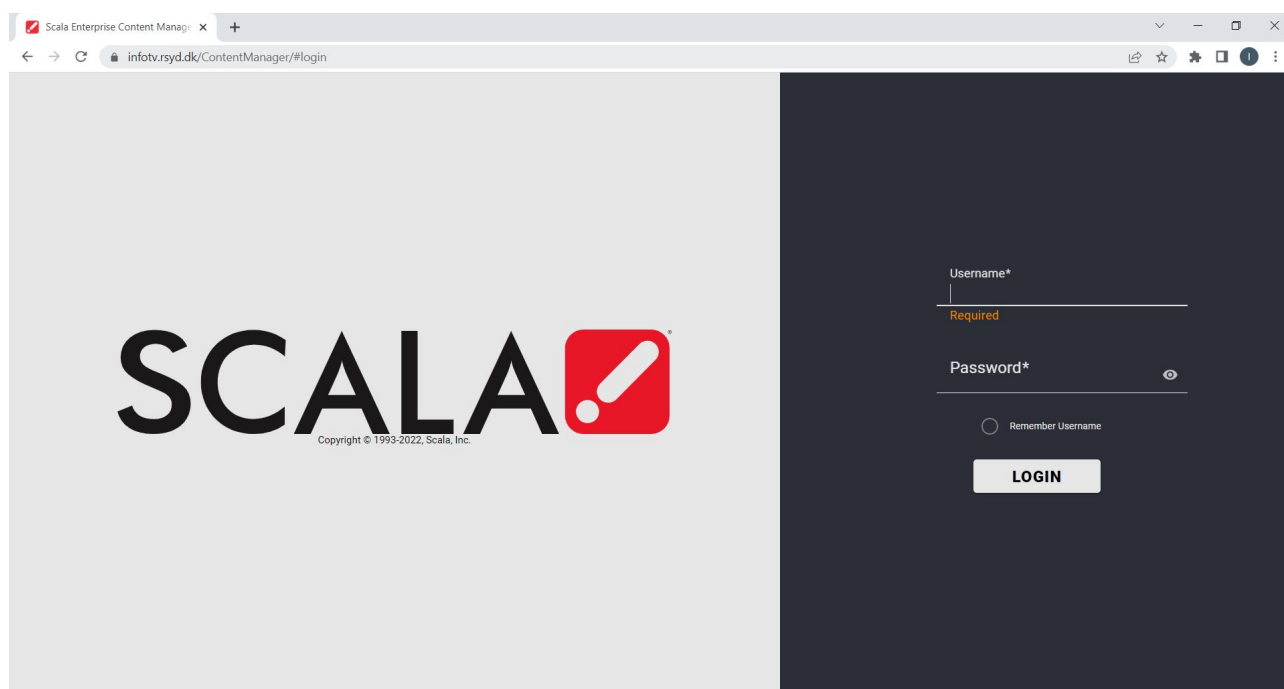 Scala Enterprise Content Manage
infotv.rsyd.dk/ContentManager/#login
I
SCALA
®
Copyright © 1993-2022, Scala, Inc.
Username*
Required
Password*
Remember Username
LOGIN